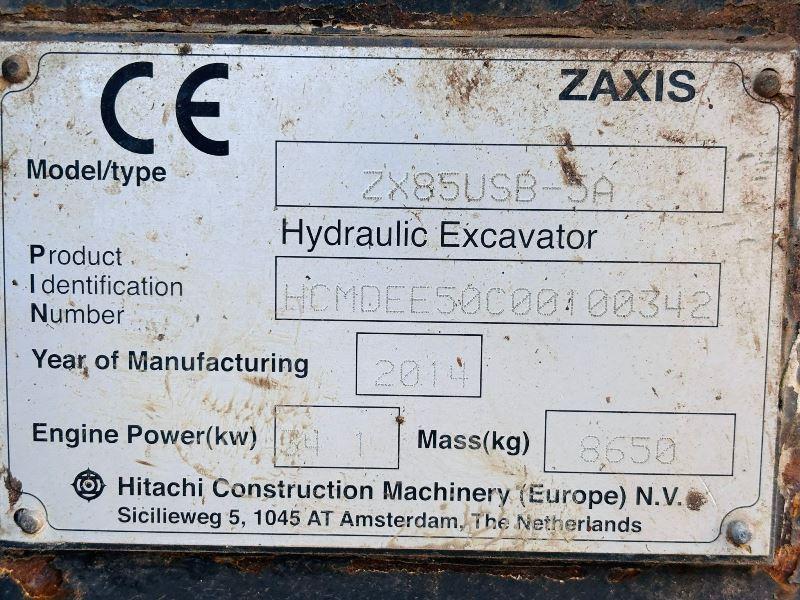 CE ZAXIS
Model/type ZX85USB-5A
Hydraulic Excavator
Product
Identification HCMDEE50C00100342
Number
Year of Manufacturing 2014
Engine Power(kw) Mass(kg) 8650
Hitachi Construction Machinery (Europe) N.V.
Sicilieweg 5, 1045 AT Amsterdam, The Netherlands